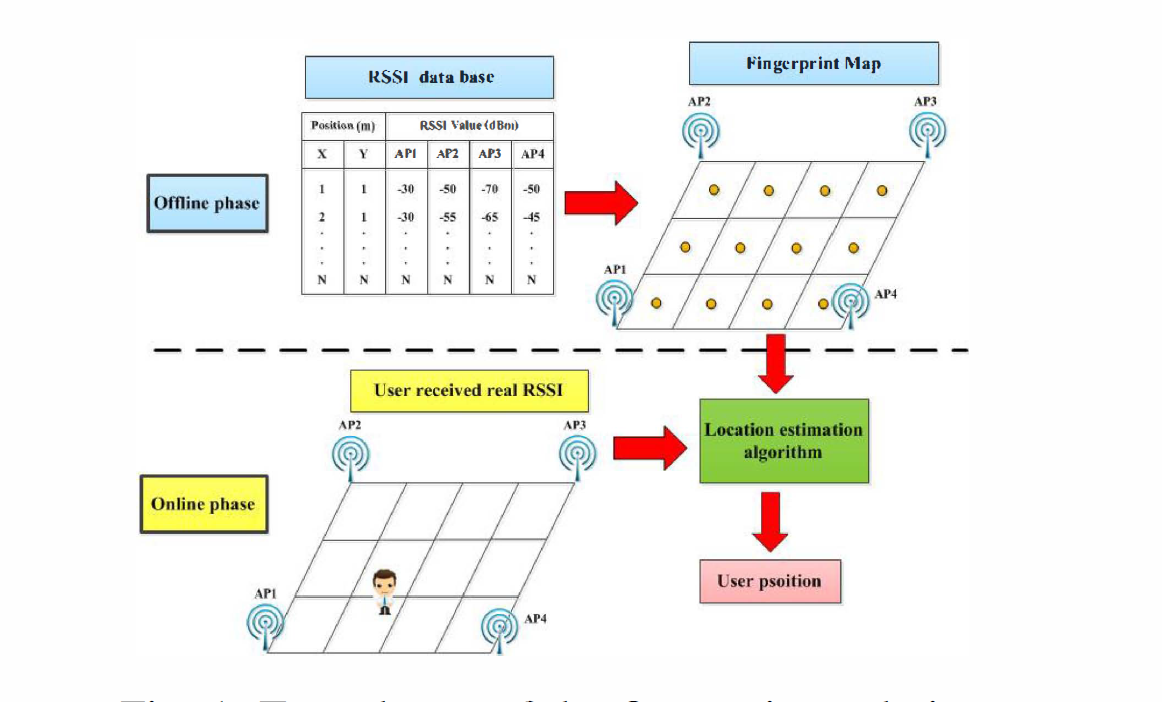 RSSI data base
Fingerprint Map
Position (m) RSSI Value (dBm)
X Y AP1 AP2 AP3 AP4
1 1 -30 -50 -70 -50
2 1 -30 -55 -65 -45
. . . . . .
. . . . . .
. . . . . .
N N N N N N
Offline phase
AP2
AP3
AP1
AP4
User received real RSSI
AP2
AP3
Online phase
AP1
AP4
Location estimation
algorithm
User psoition